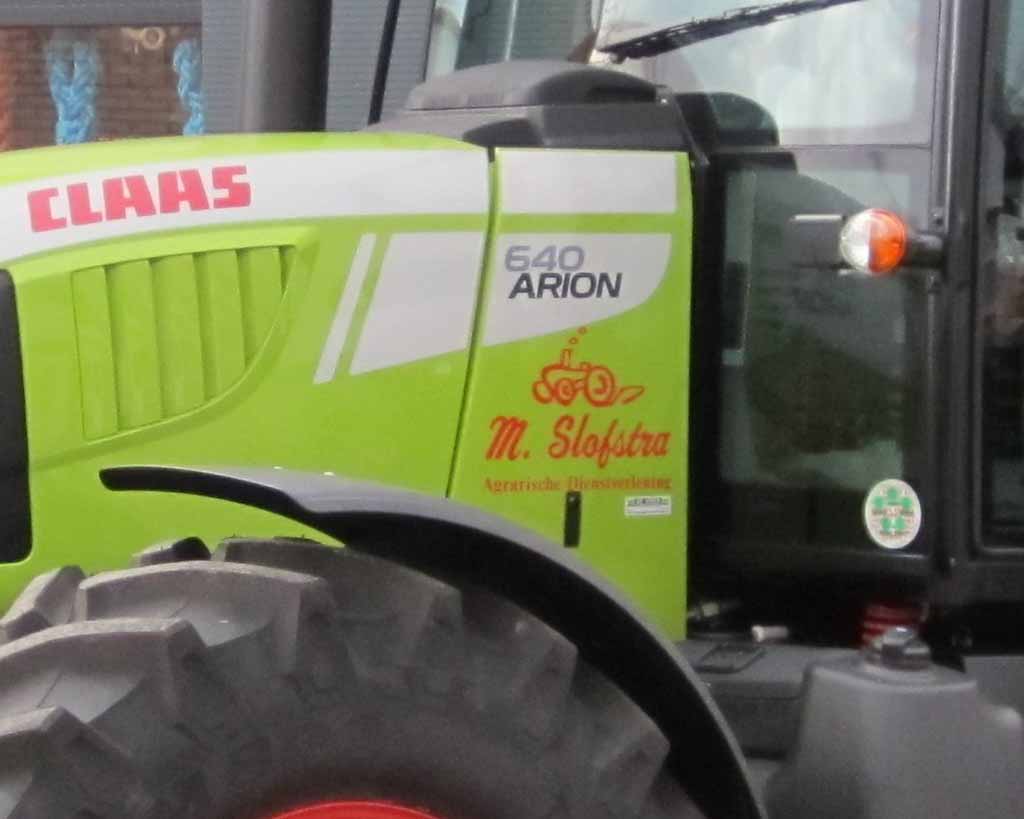 CLAAS
640
ARION
M. Slofstra
Agrarische Dienstverlening